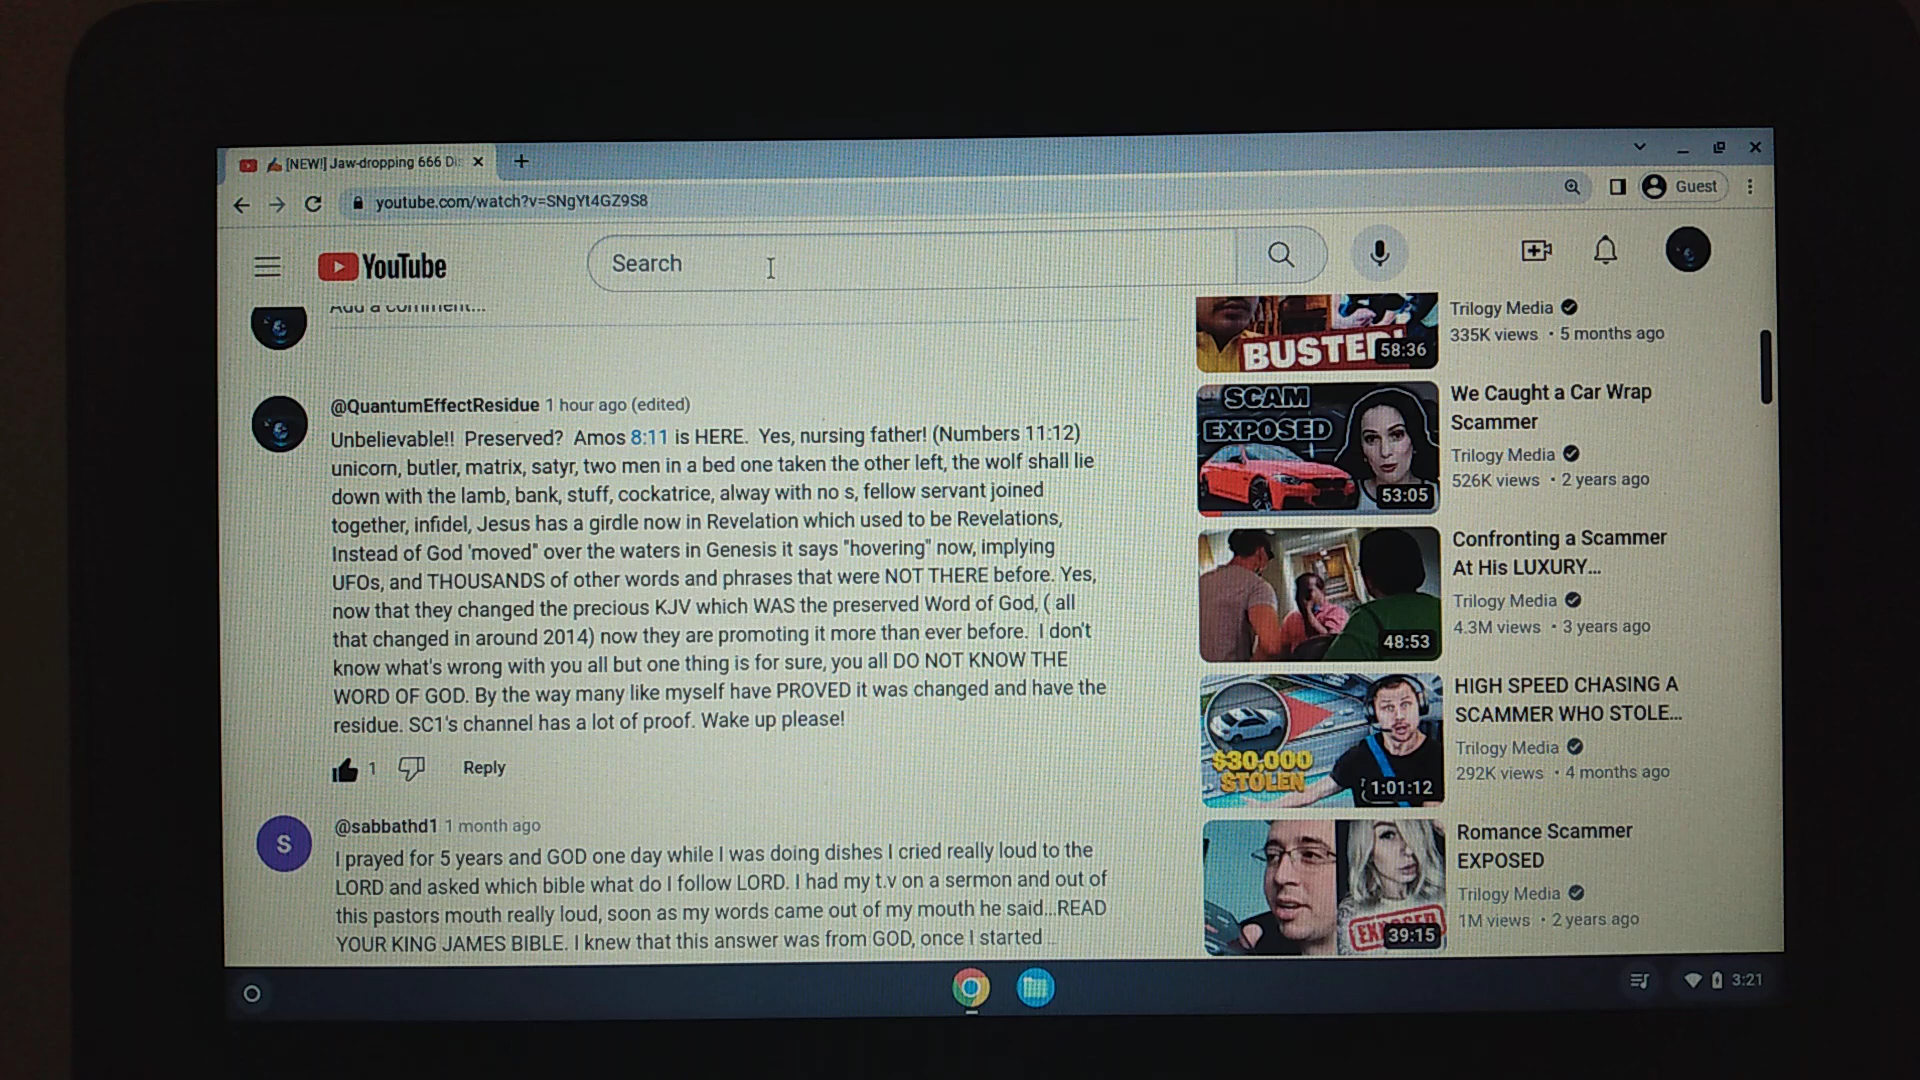 [NEW!] Jaw-dropping 666 Di
youtube.com/watch?v=SNgYt4GZ9S8
Guest
YouTube
Search
Add a comment...
@QuantumEffectResidue 1 hour ago (edited)
Unbelievable!! Preserved? Amos 8:11 is HERE. Yes, nursing father! (Numbers 11:12)
unicorn, butler, matrix, satyr, two men in a bed one taken the other left, the wolf shall lie
down with the lamb, bank, stuff, cockatrice, alway with no s, fellow servant joined
together, infidel, Jesus has a girdle now in Revelation which used to be Revelations,
Instead of God 'moved" over the waters in Genesis it says "hovering" now, implying
UFOs, and THOUSANDS of other words and phrases that were NOT THERE before. Yes,
now that they changed the precious KJV which WAS the preserved Word of God, ( all
that changed in around 2014) now they are promoting it more than ever before. I don't
know what's wrong with you all but one thing is for sure, you all DO NOT KNOW THE
WORD OF GOD. By the way many like myself have PROVED it was changed and have the
residue. SC1's channel has a lot of proof. Wake up please!
1 Reply
S
@sabbathd1 1 month ago
I prayed for 5 years and GOD one day while I was doing dishes I cried really loud to the
LORD and asked which bible what do I follow LORD. I had my t.v on a sermon and out of
this pastors mouth really loud, soon as my words came out of my mouth he said...READ
YOUR KING JAMES BIBLE. I knew that this answer was from GOD, once I started
BUSTED!
58:36
Trilogy Media
335K views • 5 months ago
SCAM
EXPOSED
53:05
We Caught a Car Wrap
Scammer
Trilogy Media
526K views • 2 years ago
48:53
Confronting a Scammer
At His LUXURY...
Trilogy Media
4.3M views • 3 years ago
$30,000
STOLEN
1:01:12
HIGH SPEED CHASING A
SCAMMER WHO STOLE...
Trilogy Media
292K views • 4 months ago
EXPOSED
39:15
Romance Scammer
EXPOSED
Trilogy Media
1M views • 2 years ago
3:21